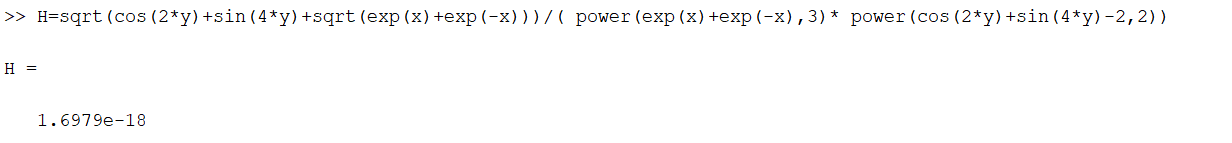 >> H=sqrt(cos(2*y)+sin(4*y)+sqrt(exp(x)+exp(-x)))/( power(exp(x)+exp(-x),3)* power(cos(2*y)+sin(4*y)-2,2))
H =
1.6979e-18